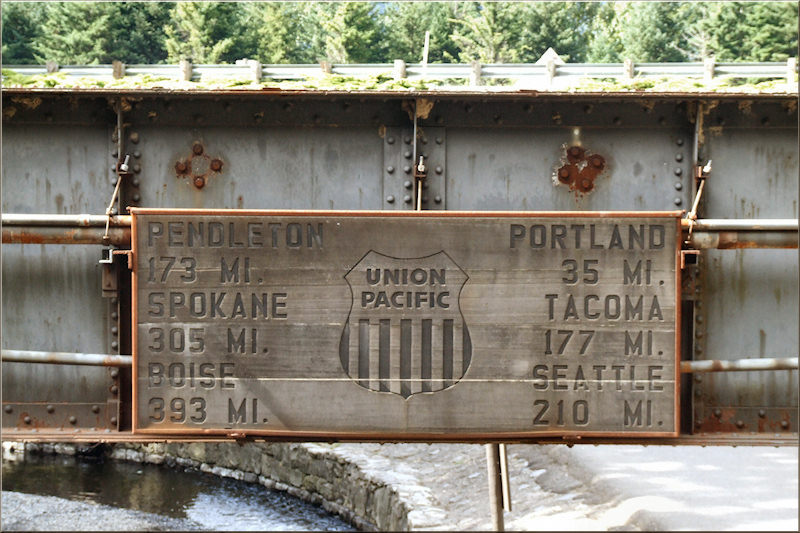 PENDLETON
173 MI.
SPOKANE
305 MI.
BOISE
393 MI.
UNION
PACIFIC
PORTLAND
35 MI.
TACOMA
177 MI.
SEATTLE
210 MI.